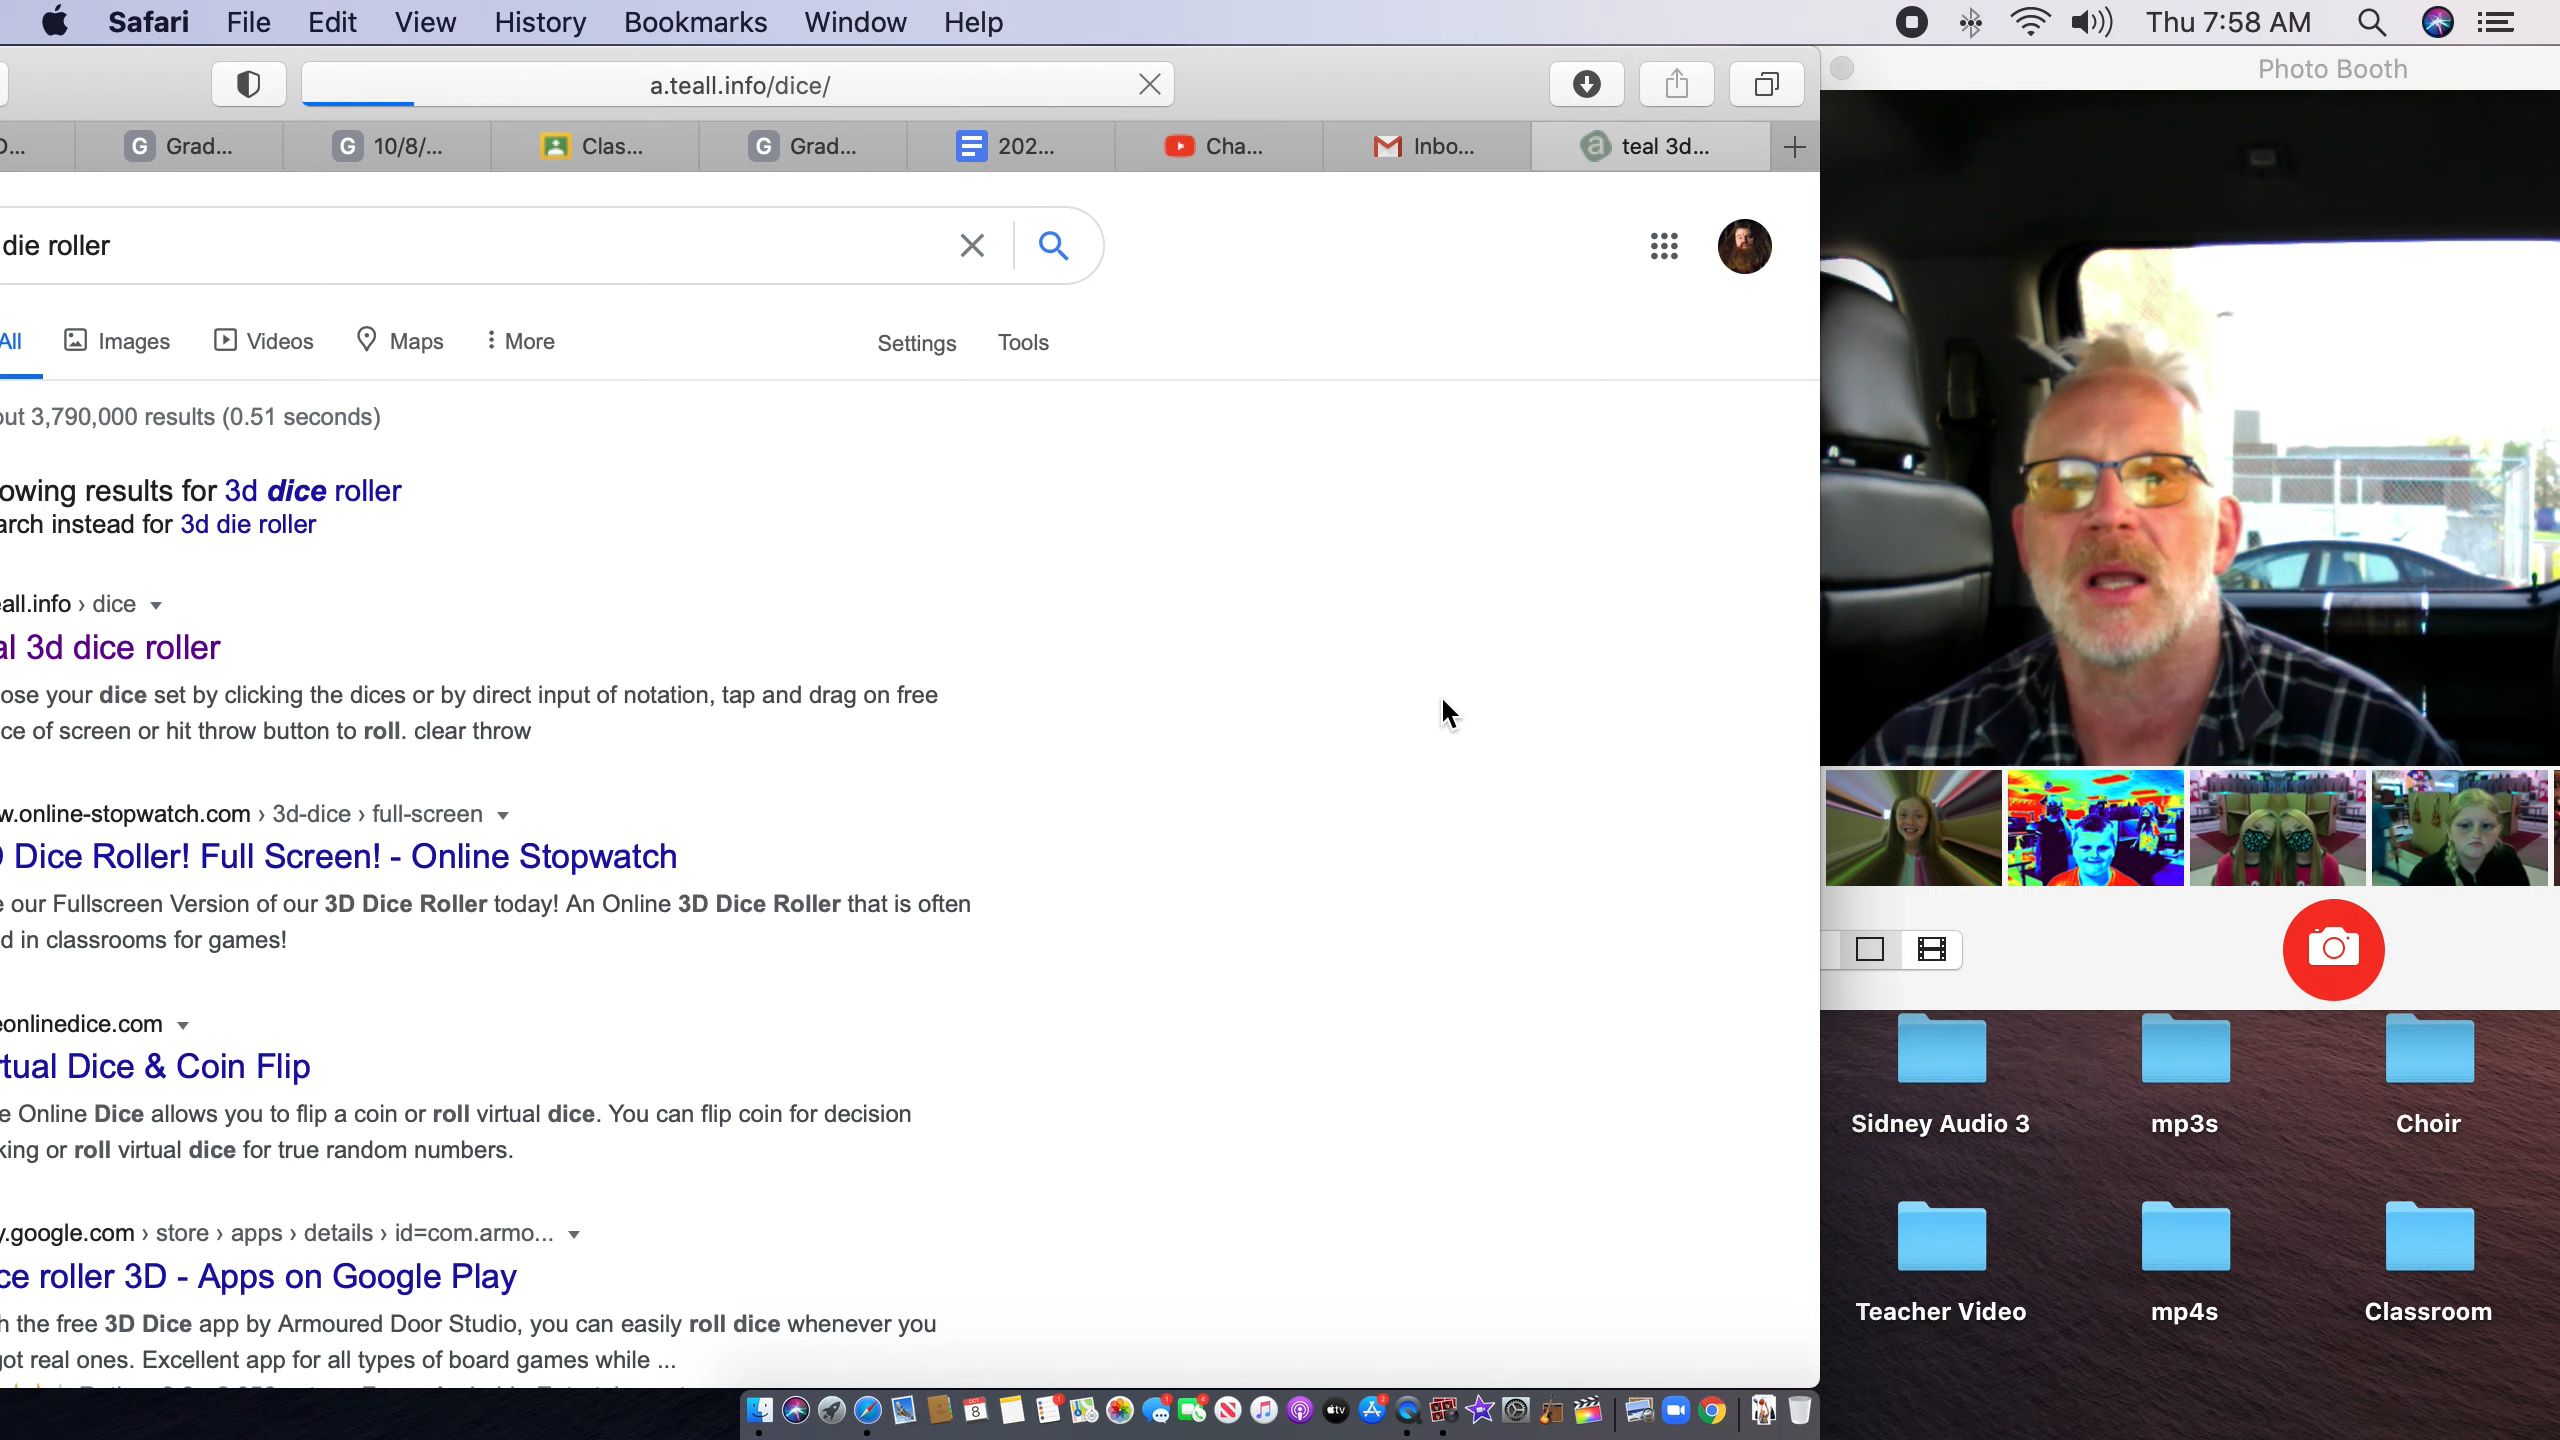 Safari File Edit View History Bookmarks Window Help Thu 7:58 AM
a.teall.info/dice/
Photo Booth
G Grad... G 10/8/... Clas... G Grad... 202... Cha... Inbo... a teal 3d...
die roller
All Images Videos Maps More Settings Tools
out 3,790,000 results (0.51 seconds)
owing results for 3d dice roller
arch instead for 3d die roller
eall.info › dice
al 3d dice roller
ose your dice set by clicking the dices or by direct input of notation, tap and drag on free
ce of screen or hit throw button to roll. clear throw
w.online-stopwatch.com › 3d-dice › full-screen
D Dice Roller! Full Screen! - Online Stopwatch
e our Fullscreen Version of our 3D Dice Roller today! An Online 3D Dice Roller that is often
d in classrooms for games!
eonlinedice.com
rtual Dice & Coin Flip
e Online Dice allows you to flip a coin or roll virtual dice. You can flip coin for decision
king or roll virtual dice for true random numbers.
y.google.com › store › apps › details › id=com.armo...
ce roller 3D - Apps on Google Play
h the free 3D Dice app by Armoured Door Studio, you can easily roll dice whenever you
got real ones. Excellent app for all types of board games while ...
Sidney Audio 3 mp3s Choir
Teacher Video mp4s Classroom
OCT
8
tv